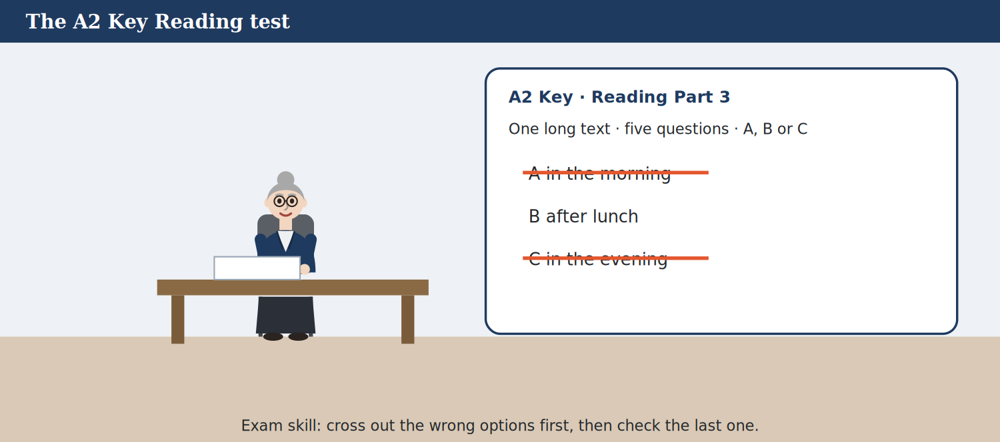 The A2 Key Reading test
A2 Key · Reading Part 3
One long text · five questions · A, B or C
A in the morning
B after lunch
C in the evening
Exam skill: cross out the wrong options first, then check the last one.